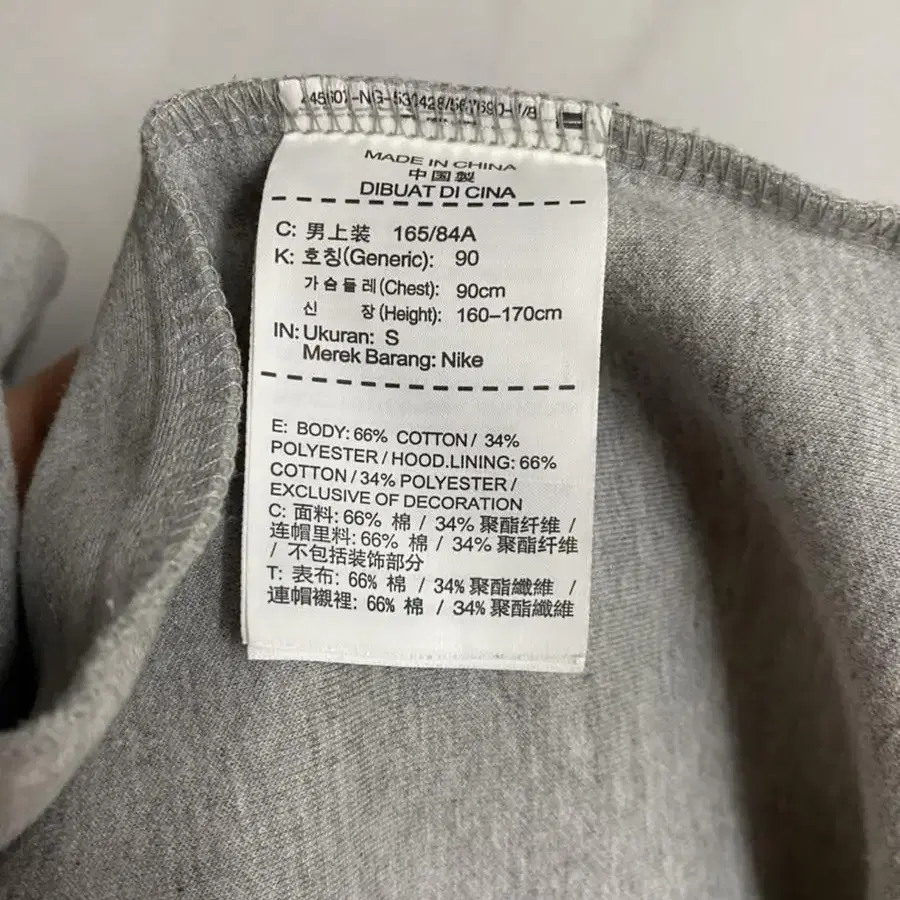 MADE IN CHINA
中国製
DIBUAT DI CINA
C: 男上装 165/84A
K: 호칭(Generic): 90
가슴둘레(Chest): 90cm
신 장(Height): 160-170cm
IN: Ukuran: S
Merek Barang: Nike
E: BODY: 66% COTTON / 34%
POLYESTER / HOOD.LINING: 66%
COTTON / 34% POLYESTER /
EXCLUSIVE OF DECORATION
C: 面料: 66% 棉 / 34% 聚酯纤维 /
连帽里料: 66% 棉 / 34% 聚酯纤维
/ 不包括装饰部分
T: 表布: 66% 棉 / 34% 聚酯纖維 /
連帽襯裡: 66% 棉 / 34% 聚酯纖維